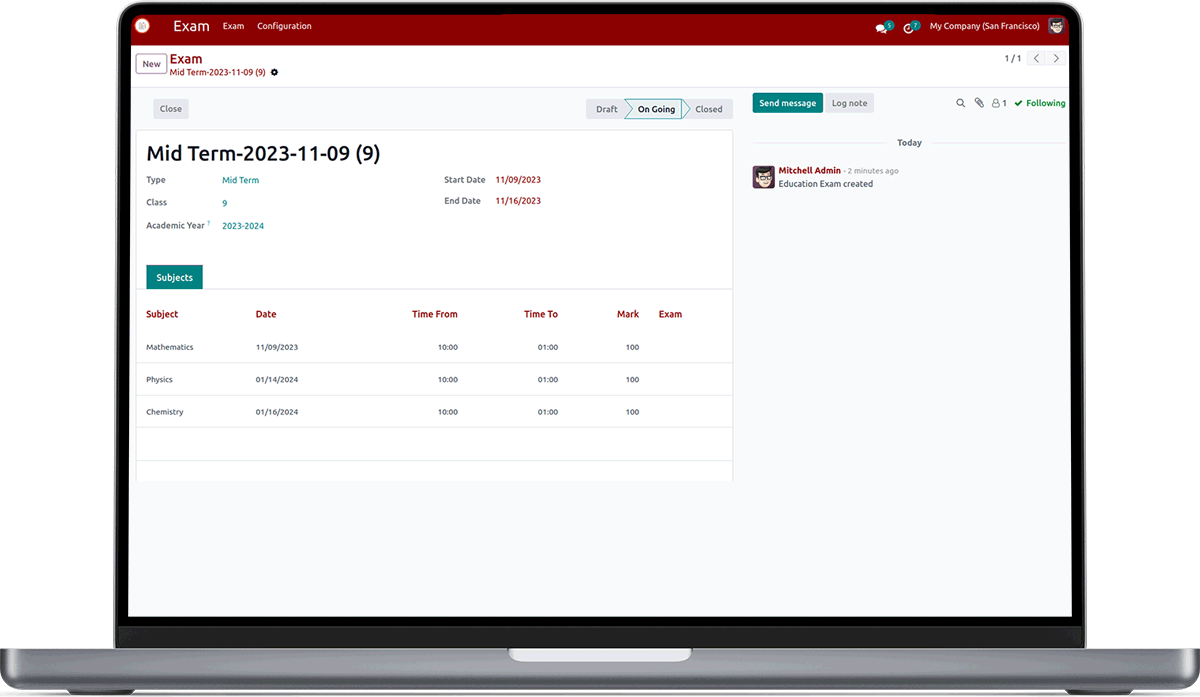 Exam Exam Configuration 5 7 My Company (San Francisco)
New Exam 1 / 1
Mid Term-2023-11-09 (9)
Close Draft On Going Closed Send message Log note 1 Following
Today
Mid Term-2023-11-09 (9)
Mitchell Admin - 2 minutes ago
Education Exam created
Type Mid Term Start Date 11/09/2023
Class 9 End Date 11/16/2023
Academic Year ? 2023-2024
Subjects
Subject Date Time From Time To Mark Exam
Mathematics 11/09/2023 10:00 01:00 100
Physics 01/14/2024 10:00 01:00 100
Chemistry 01/16/2024 10:00 01:00 100